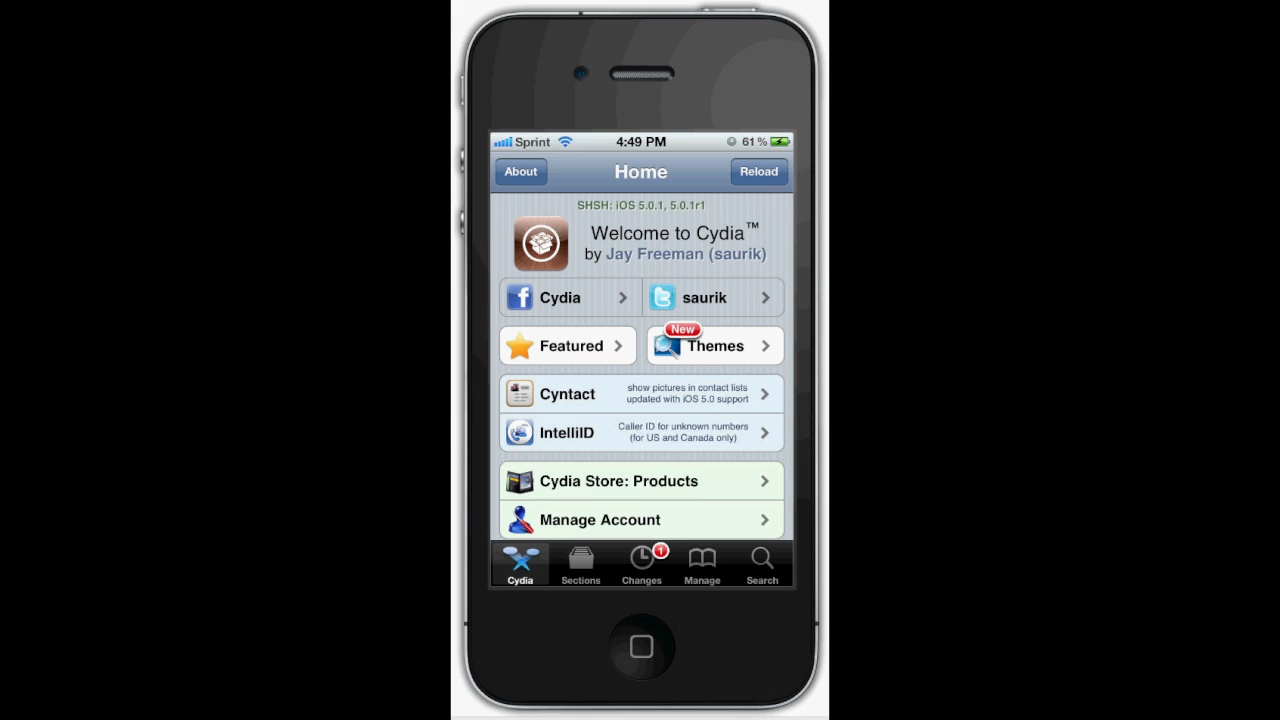 Sprint 4:49 PM 61 %
About Home Reload
SHSH: iOS 5.0.1, 5.0.1r1
Welcome to Cydia™
by Jay Freeman (saurik)
Cydia saurik
New
Featured Themes
Cyntact show pictures in contact lists
updated with iOS 5.0 support
IntelliID Caller ID for unknown numbers
(for US and Canada only)
Cydia Store: Products
Manage Account
1
Cydia Sections Changes Manage Search